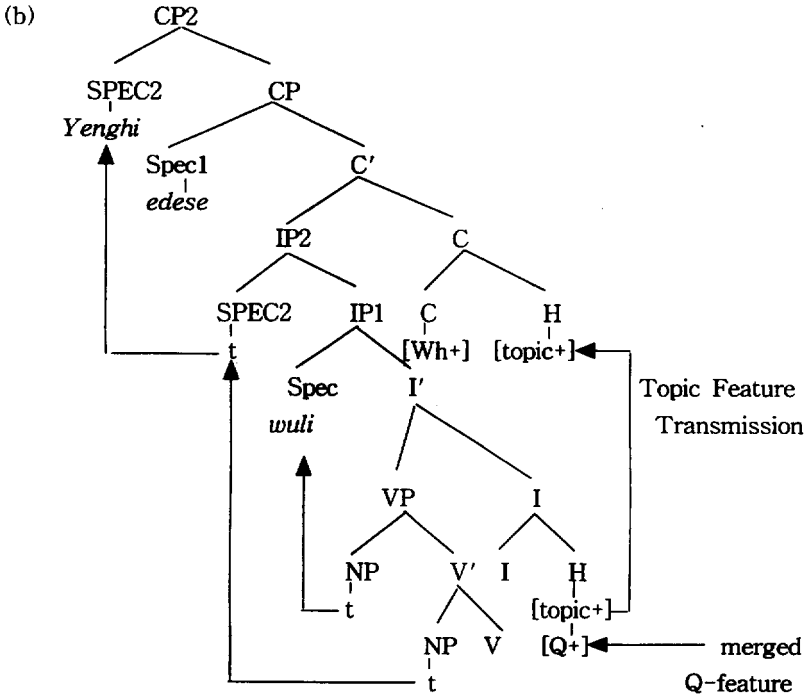 (b) CP2
SPEC2 CP
Yenghi
Spec1 C′
edese
IP2 C
SPEC2 IP1 C H
t [Wh+] [topic+]
Spec I′ Topic Feature
wuli Transmission
VP I
NP V′ I H
t [topic+]
NP V [Q+] merged
t Q-feature